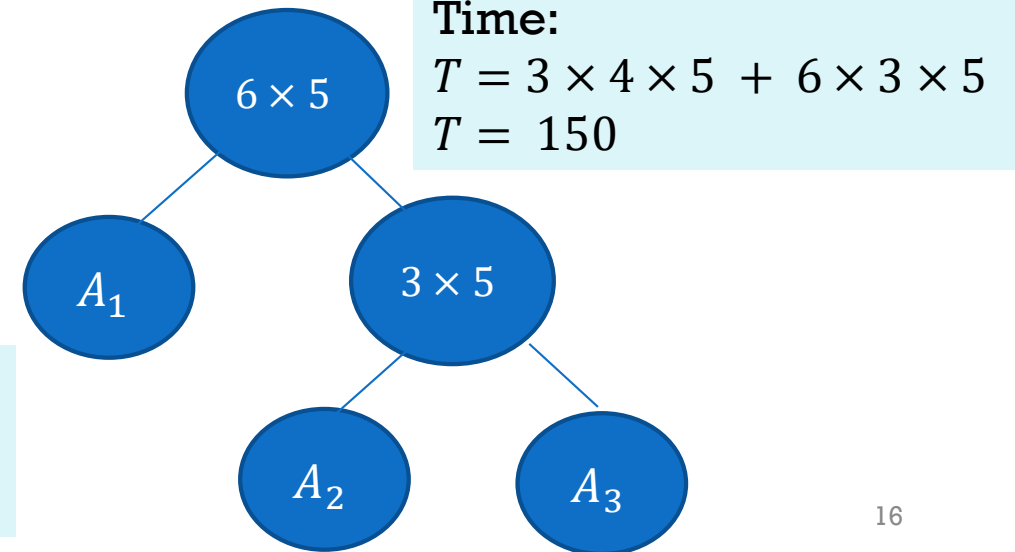 Time:
T = 3 × 4 × 5 + 6 × 3 × 5
T = 150
6 × 5
A₁
3 × 5
A₂
A₃
16